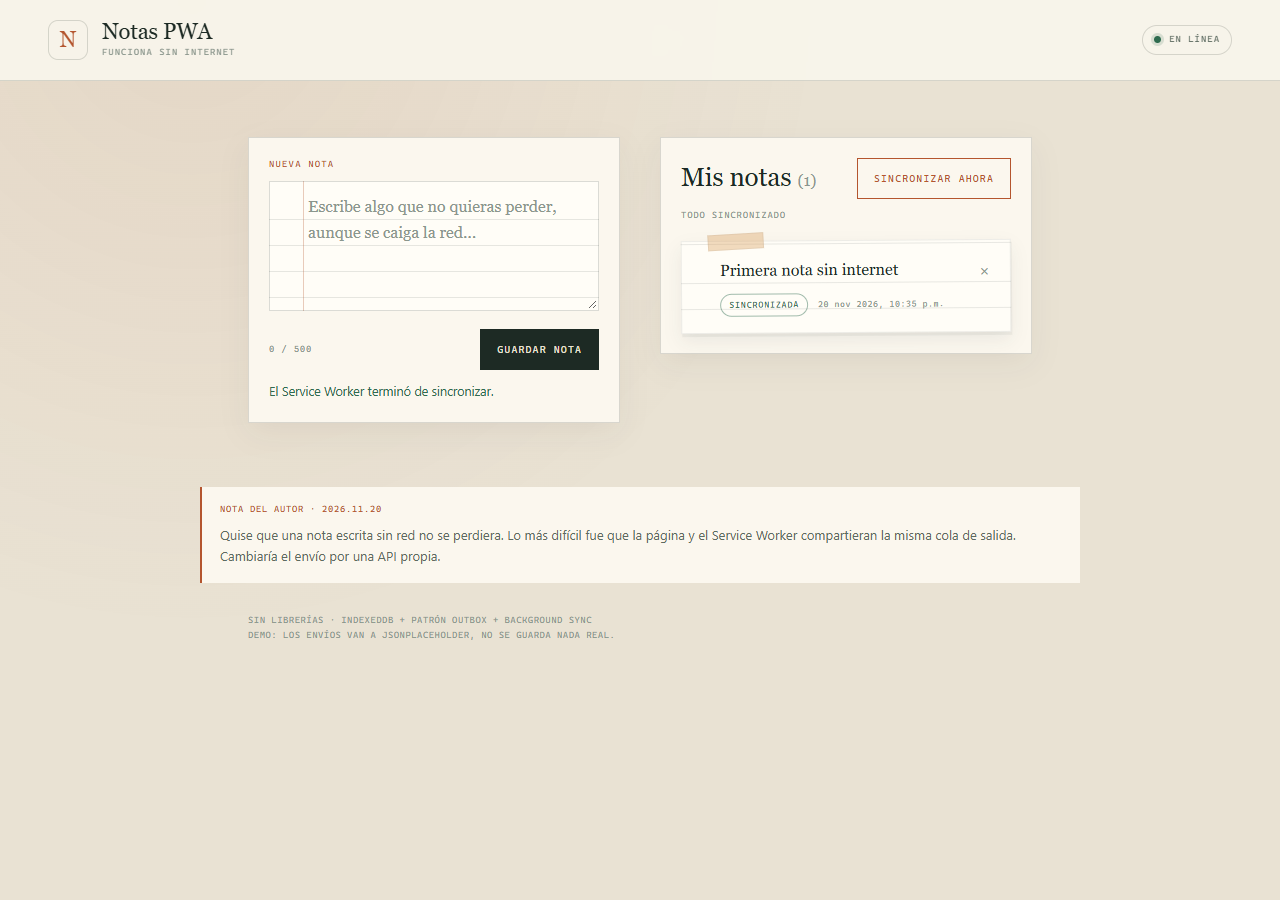 N
Notas PWA
FUNCIONA SIN INTERNET
EN LÍNEA
NUEVA NOTA
Escribe algo que no quieras perder,
aunque se caiga la red...
0 / 500
GUARDAR NOTA
El Service Worker terminó de sincronizar.
Mis notas (1)
SINCRONIZAR AHORA
TODO SINCRONIZADO
Primera nota sin internet
×
SINCRONIZADA
20 nov 2026, 10:35 p.m.
NOTA DEL AUTOR · 2026.11.20
Quise que una nota escrita sin red no se perdiera. Lo más difícil fue que la página y el Service Worker compartieran la misma cola de salida.
Cambiaría el envío por una API propia.
SIN LIBRERÍAS · INDEXEDDB + PATRÓN OUTBOX + BACKGROUND SYNC
DEMO: LOS ENVÍOS VAN A JSONPLACEHOLDER, NO SE GUARDA NADA REAL.